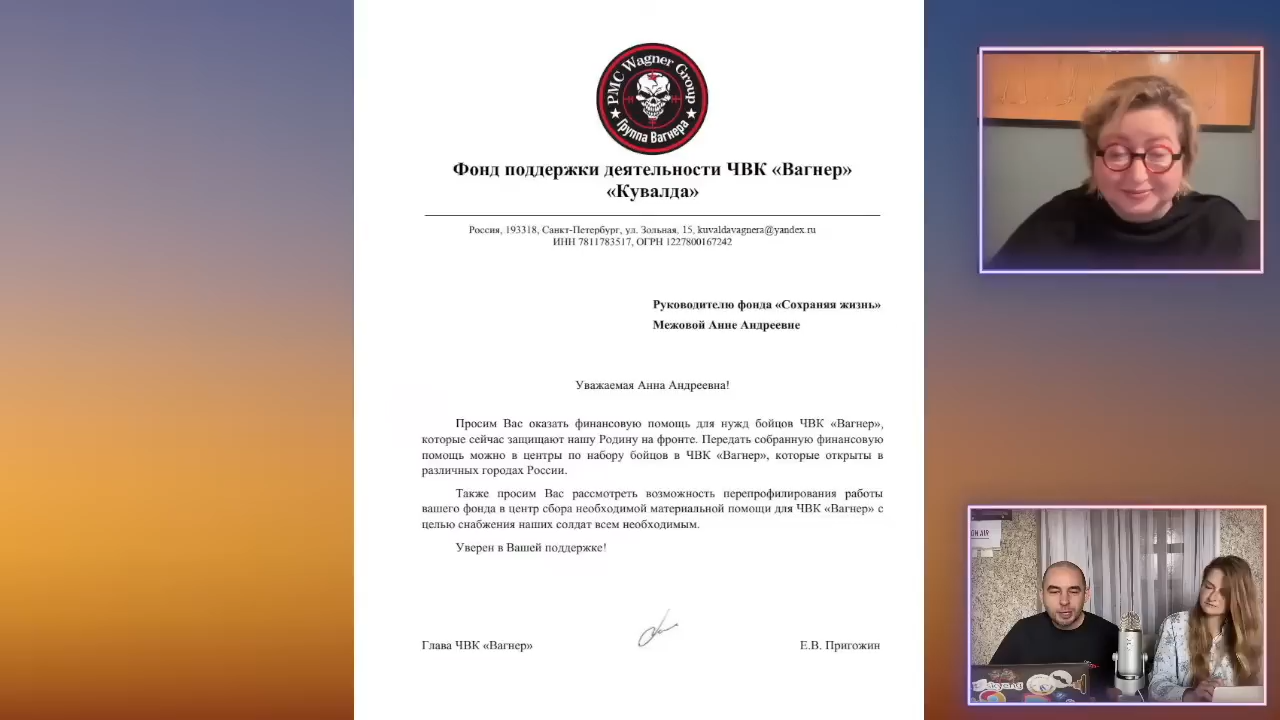 PMC Wagner Group
Группа Вагнера
Фонд поддержки деятельности ЧВК «Вагнер»
«Кувалда»
Россия, 193318, Санкт-Петербург, ул. Зольная, 15, kuvaldavagnera@yandex.ru
ИНН 7811783517, ОГРН 1227800167242
Руководителю фонда «Сохраняя жизнь»
Межовой Анне Андреевне
Уважаемая Анна Андреевна!
Просим Вас оказать финансовую помощь для нужд бойцов ЧВК «Вагнер»,
которые сейчас защищают нашу Родину на фронте. Передать собранную финансовую
помощь можно в центры по набору бойцов в ЧВК «Вагнер», которые открыты в
различных городах России.
Также просим Вас рассмотреть возможность перепрофилирования работы
вашего фонда в центр сбора необходимой материальной помощи для ЧВК «Вагнер» с
целью снабжения наших солдат всем необходимым.
Уверен в Вашей поддержке!
Глава ЧВК «Вагнер»
Е.В. Пригожин
ON AIR